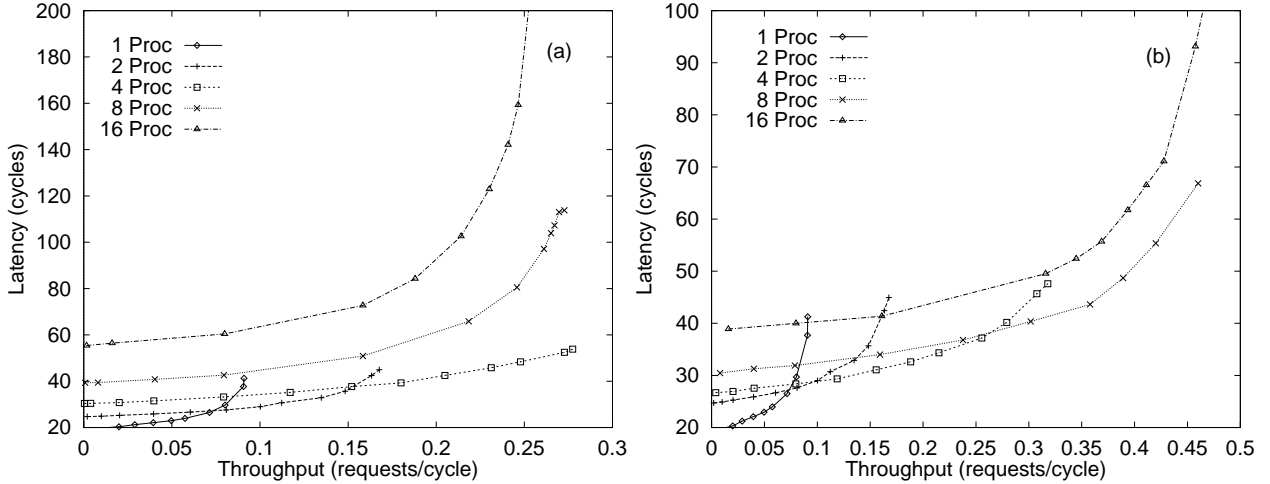 200
180
160
140
120
100
80
60
40
20
0
0.05
0.1
0.15
0.2
0.25
0.3
Latency (cycles)
Throughput (requests/cycle)
(a)
1 Proc
2 Proc
4 Proc
8 Proc
16 Proc
100
90
80
70
60
50
40
30
20
0
0.05
0.1
0.15
0.2
0.25
0.3
0.35
0.4
0.45
0.5
Latency (cycles)
Throughput (requests/cycle)
(b)
1 Proc
2 Proc
4 Proc
8 Proc
16 Proc